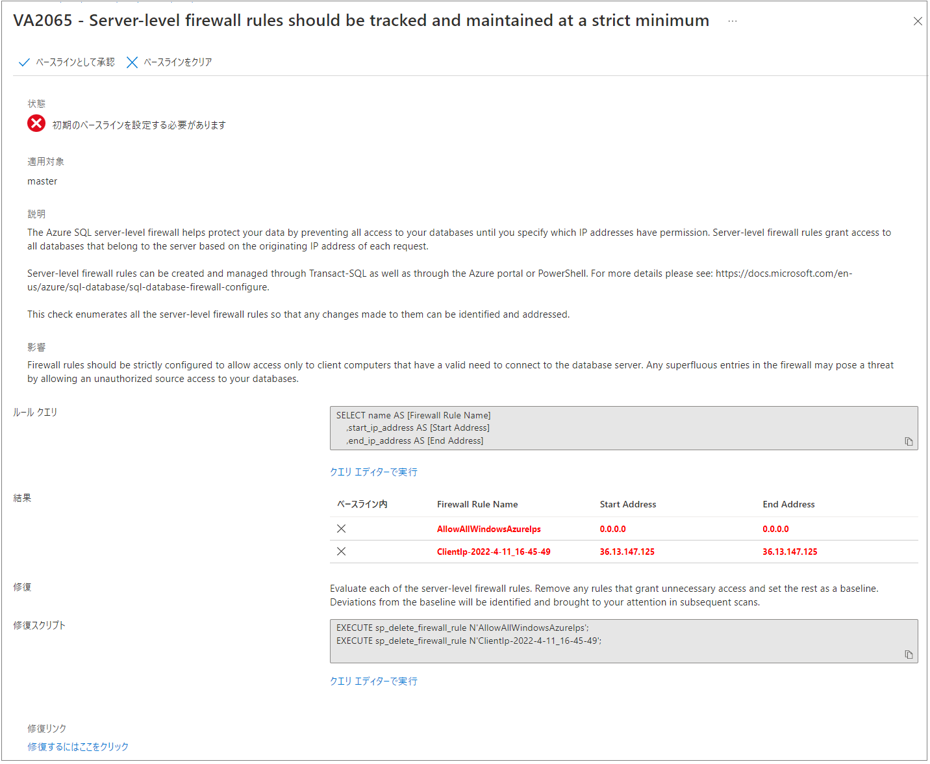 VA2065 - Server-level firewall rules should be tracked and maintained at a strict minimum ...
ベースラインとして承認 ベースラインをクリア
状態
初期のベースラインを設定する必要があります
適用対象
master
説明
The Azure SQL server-level firewall helps protect your data by preventing all access to your databases until you specify which IP addresses have permission. Server-level firewall rules grant access to
all databases that belong to the server based on the originating IP address of each request.
Server-level firewall rules can be created and managed through Transact-SQL as well as through the Azure portal or PowerShell. For more details please see: https://docs.microsoft.com/en-
us/azure/sql-database/sql-database-firewall-configure.
This check enumerates all the server-level firewall rules so that any changes made to them can be identified and addressed.
影響
Firewall rules should be strictly configured to allow access only to client computers that have a valid need to connect to the database server. Any superfluous entries in the firewall may pose a threat
by allowing an unauthorized source access to your databases.
ルール クエリ
SELECT name AS [Firewall Rule Name]
,start_ip_address AS [Start Address]
,end_ip_address AS [End Address]
クエリ エディターで実行
結果
ベースライン内 Firewall Rule Name Start Address End Address
AllowAllWindowsAzureIps 0.0.0.0 0.0.0.0
ClientIp-2022-4-11_16-45-49 36.13.147.125 36.13.147.125
修復
Evaluate each of the server-level firewall rules. Remove any rules that grant unnecessary access and set the rest as a baseline.
Deviations from the baseline will be identified and brought to your attention in subsequent scans.
修復スクリプト
EXECUTE sp_delete_firewall_rule N'AllowAllWindowsAzureIps';
EXECUTE sp_delete_firewall_rule N'ClientIp-2022-4-11_16-45-49';
クエリ エディターで実行
修復リンク
修復するにはここをクリック